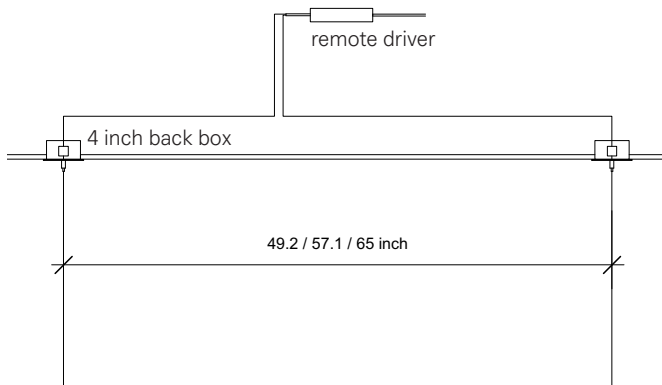 remote driver
4 inch back box
49.2 / 57.1 / 65 inch